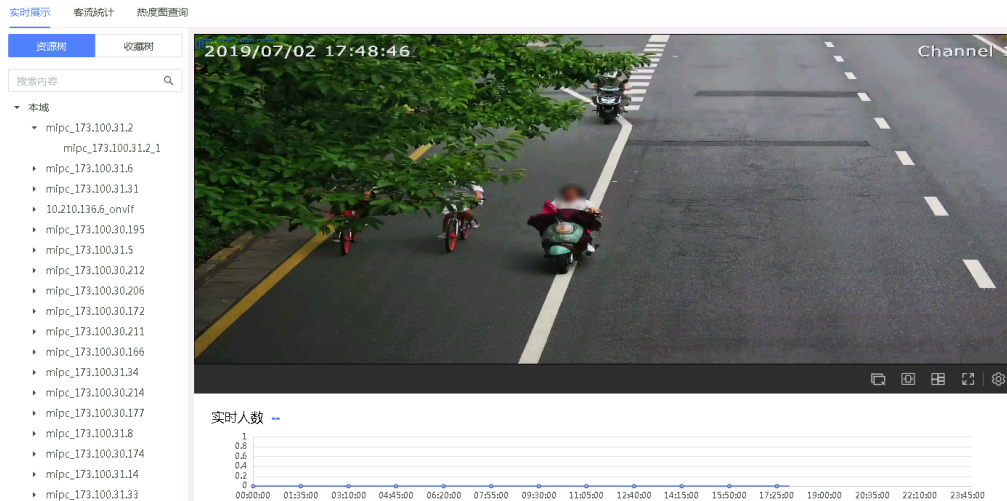 实时展示 客流统计 热度图查询
资源树 收藏树
搜索内容
本域
mipc_173.100.31.2
mipc_173.100.31.2_1
mipc_173.100.31.6
mipc_173.100.31.31
10.210.136.6_onvif
mipc_173.100.30.195
mipc_173.100.31.5
mipc_173.100.30.212
mipc_173.100.30.206
mipc_173.100.30.172
mipc_173.100.30.211
mipc_173.100.30.166
mipc_173.100.31.34
mipc_173.100.30.214
mipc_173.100.30.177
mipc_173.100.31.8
mipc_173.100.30.174
mipc_173.100.31.14
mipc_173.100.31.33
2019/07/02 17:48:46
Channel
实时人数 --
1
0.8
0.6
0.4
0.2
0
00:00:00 01:35:00 03:10:00 04:45:00 06:20:00 07:55:00 09:30:00 11:05:00 12:40:00 14:15:00 15:50:00 17:25:00 19:00:00 20:35:00 22:10:00 23:45:00